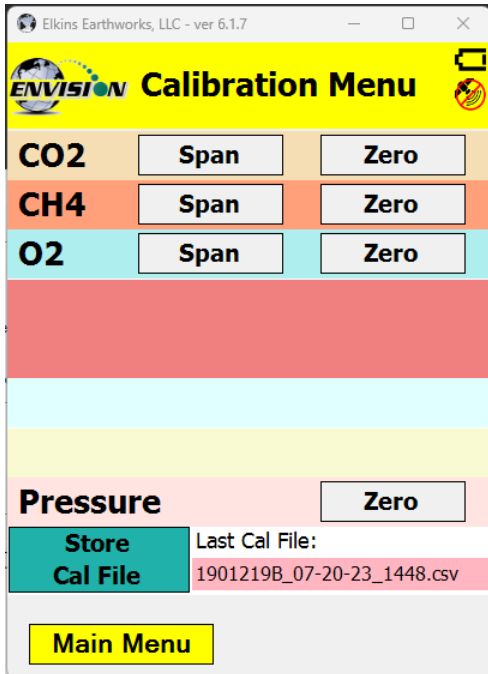 Elkins Earthworks, LLC - ver 6.1.7
ENVISION Calibration Menu
CO2 Span Zero
CH4 Span Zero
O2 Span Zero
Pressure Zero
Store Last Cal File:
Cal File 1901219B_07-20-23_1448.csv
Main Menu